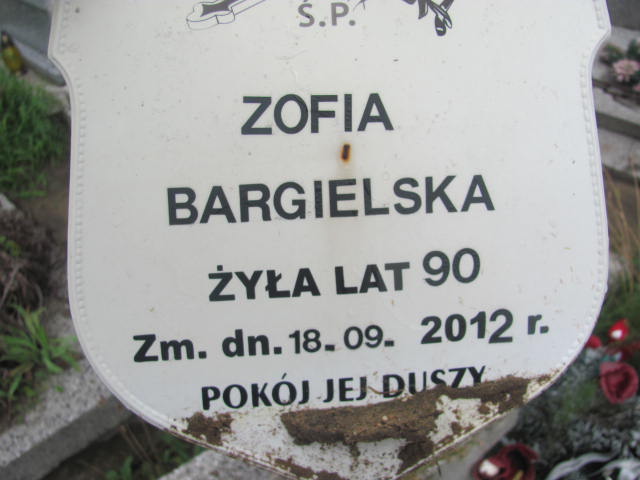 Ś.P.
ZOFIA
BARGIELSKA
ŻYŁA LAT 90
Zm. dn. 18. 09. 2012 r.
POKÓJ JEJ DUSZY